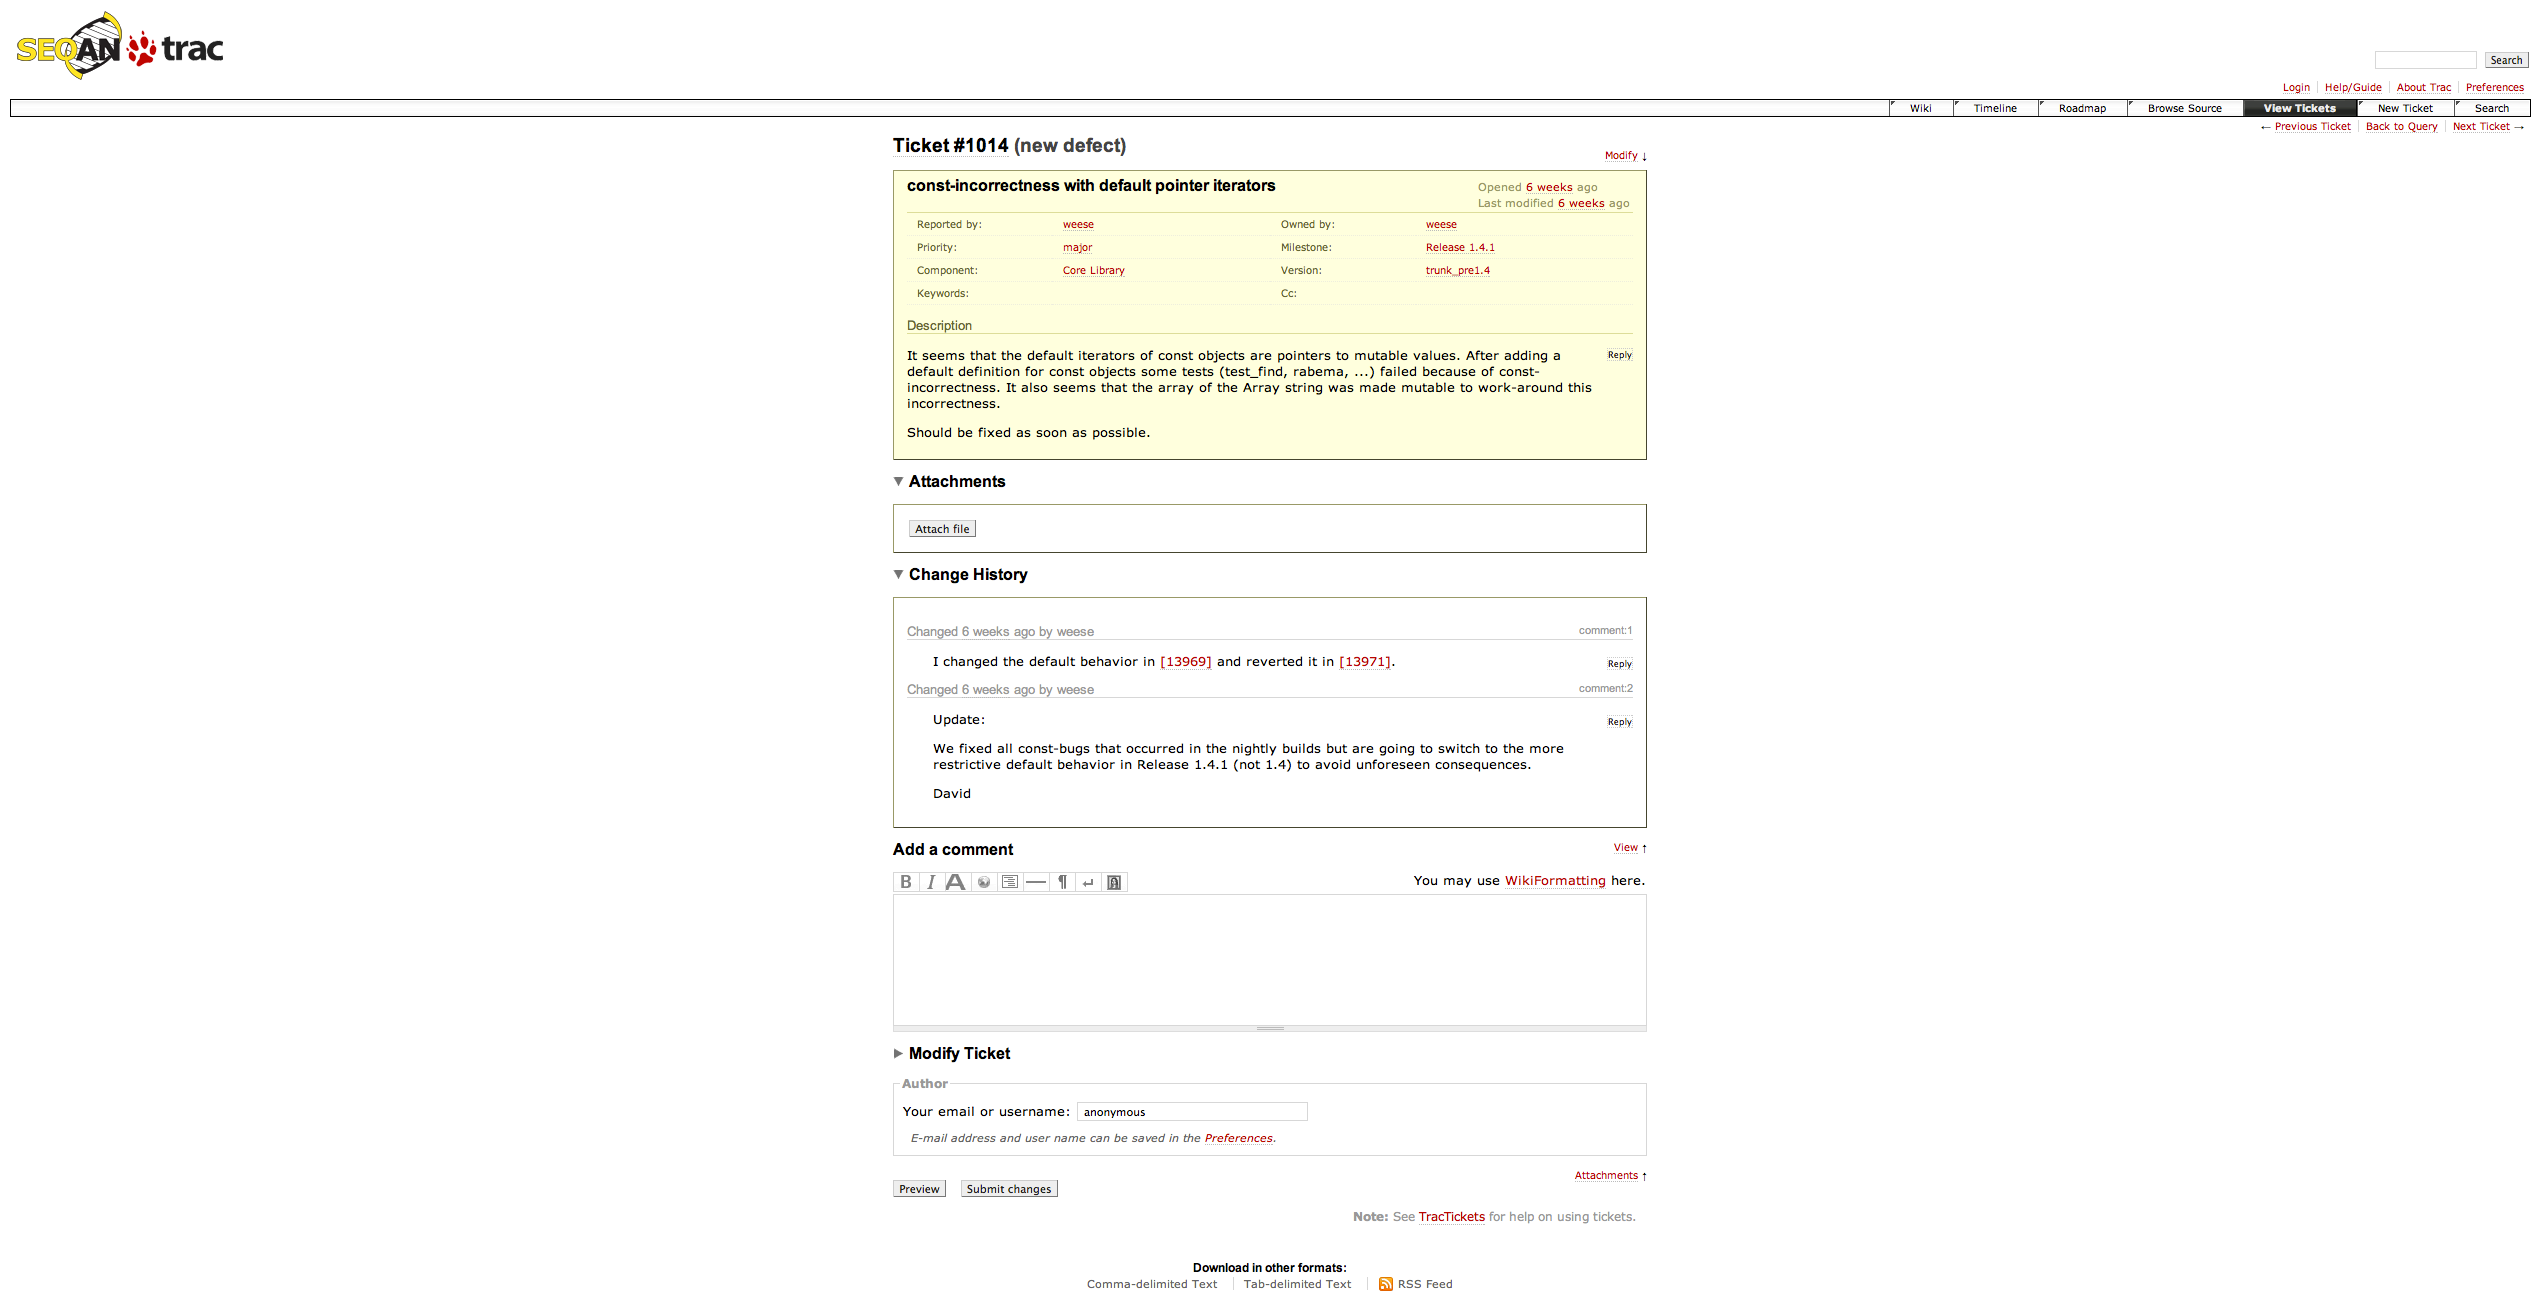 SEQAN trac
Search
Login Help/Guide About Trac Preferences
Wiki Timeline Roadmap Browse Source View Tickets New Ticket Search
← Previous Ticket Back to Query Next Ticket →
Ticket #1014 (new defect)
Modify ↓
const-incorrectness with default pointer iterators
Opened 6 weeks ago
Last modified 6 weeks ago
Reported by: weese Owned by: weese
Priority: major Milestone: Release 1.4.1
Component: Core Library Version: trunk_pre1.4
Keywords: Cc:
Description
It seems that the default iterators of const objects are pointers to mutable values. After adding a
Reply
default definition for const objects some tests (test_find, rabema, ...) failed because of const-
incorrectness. It also seems that the array of the Array string was made mutable to work-around this
incorrectness.
Should be fixed as soon as possible.
Attachments
Attach file
Change History
Changed 6 weeks ago by weese comment:1
I changed the default behavior in [13969] and reverted it in [13971].
Reply
Changed 6 weeks ago by weese comment:2
Update:
Reply
We fixed all const-bugs that occurred in the nightly builds but are going to switch to the more
restrictive default behavior in Release 1.4.1 (not 1.4) to avoid unforeseen consequences.
David
Add a comment
View ↑
B I A ¶
You may use WikiFormatting here.
Modify Ticket
Author
Your email or username: anonymous
E-mail address and user name can be saved in the Preferences.
Attachments ↑
Preview Submit changes
Note: See TracTickets for help on using tickets.
Download in other formats:
Comma-delimited Text Tab-delimited Text RSS Feed